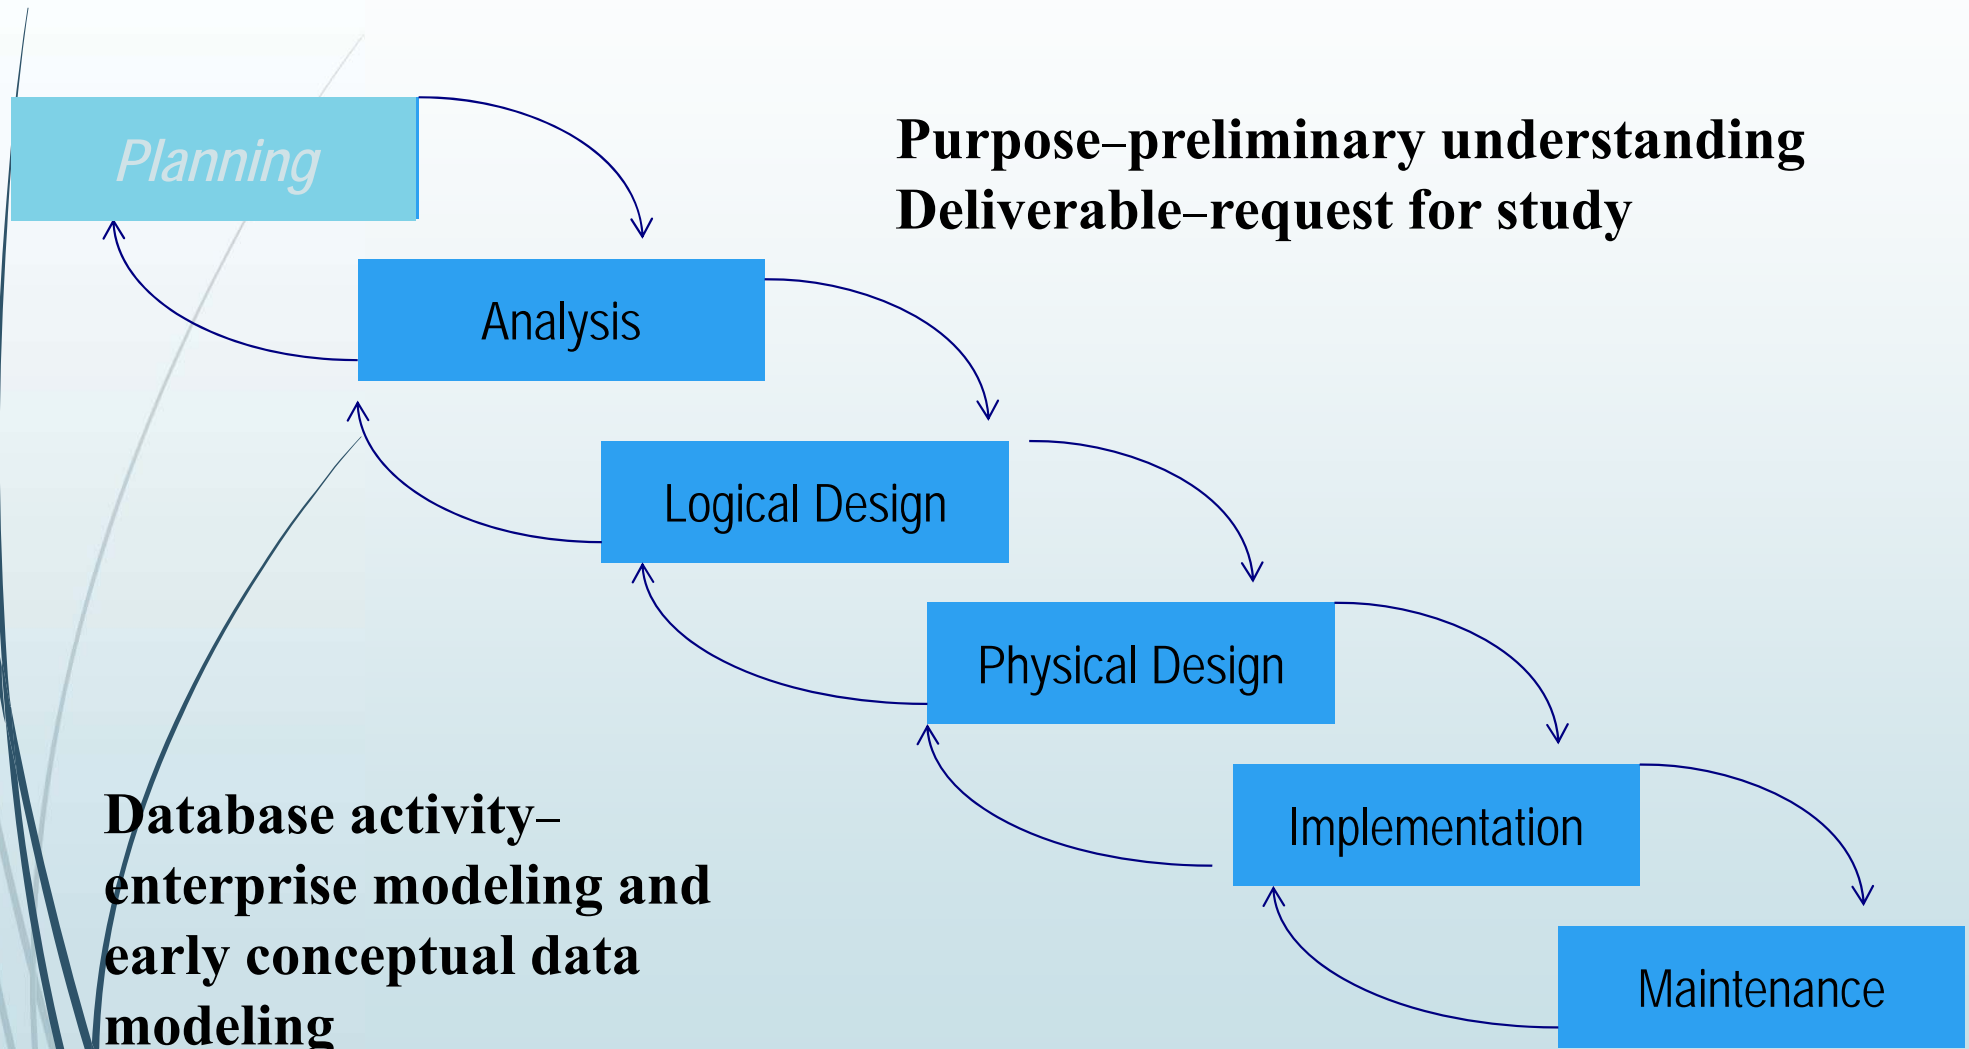 Planning
Purpose–preliminary understanding
Deliverable–request for study
Analysis
Logical Design
Physical Design
Implementation
Maintenance
Database activity–
enterprise modeling and
early conceptual data
modeling